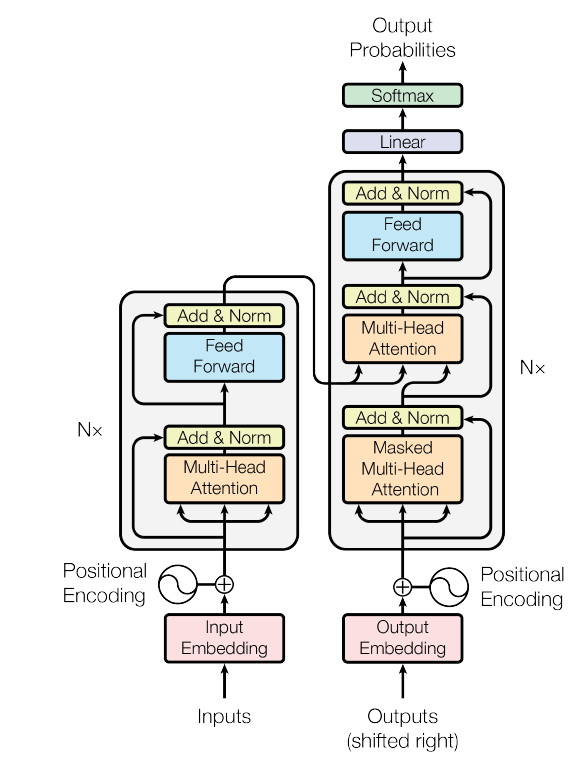 Output
Probabilities
Softmax
Linear
Add & Norm
Feed
Forward
Add & Norm
Multi-Head
Attention
Add & Norm
Masked
Multi-Head
Attention
N×
Add & Norm
Feed
Forward
Add & Norm
Multi-Head
Attention
N×
Positional
Encoding
Positional
Encoding
Input
Embedding
Output
Embedding
Inputs
Outputs
(shifted right)